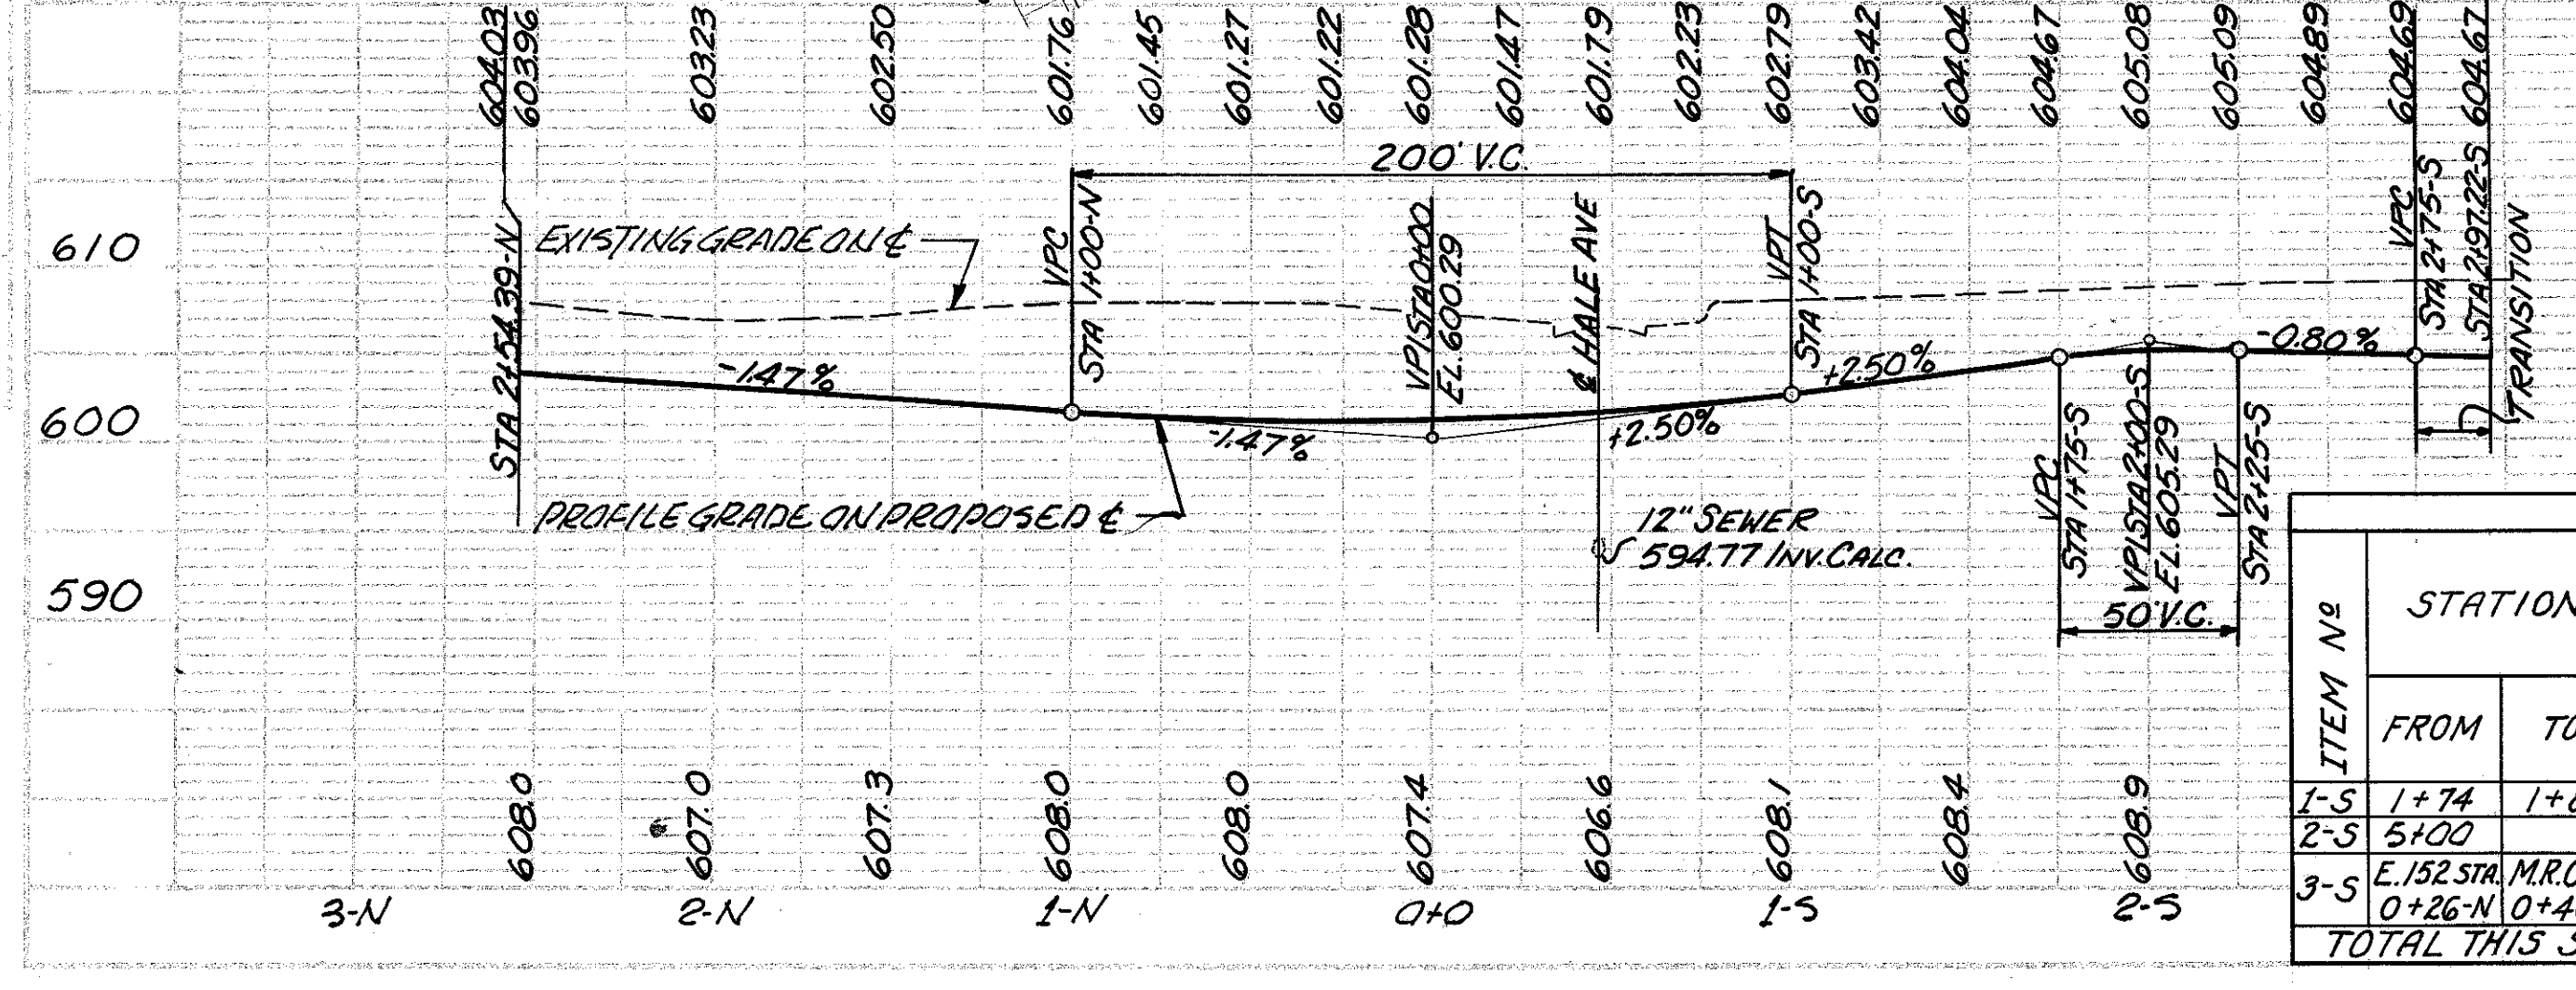 604.03
603.96
603.23
602.50
601.76
601.45
601.27
601.22
601.28
601.47
601.79
602.23
602.79
603.42
604.04
604.67
605.08
605.09
604.89
604.69
604.67
200' V.C.
610
600
590
STA 2+54.39-N
EXISTING GRADE ON ℄
VPC
STA 1+00-N
VPI STA 0+00
EL. 600.29
℄ HALE AVE
VPT
STA 1+00-S
VPC
STA 2+75-S
STA 2+97.22-S
TRANSITION
-1.47%
-1.47%
+2.50%
+2.50%
-0.80%
PROFILE GRADE ON PROPOSED ℄
12" SEWER
594.77 INV. CALC.
VPC
STA 1+75-S
VPI STA 2+00-S
EL. 605.29
VPT
STA 2+25-S
50' V.C.
608.0
607.0
607.3
608.0
608.0
607.4
606.6
608.1
608.4
608.9
3-N
2-N
1-N
0+0
1-S
2-S
ITEM Nº
STATION
FROM
TO
1-S 1+74
2-S 5+00
3-S E.152 STA. 0+26-N
TOTAL THIS